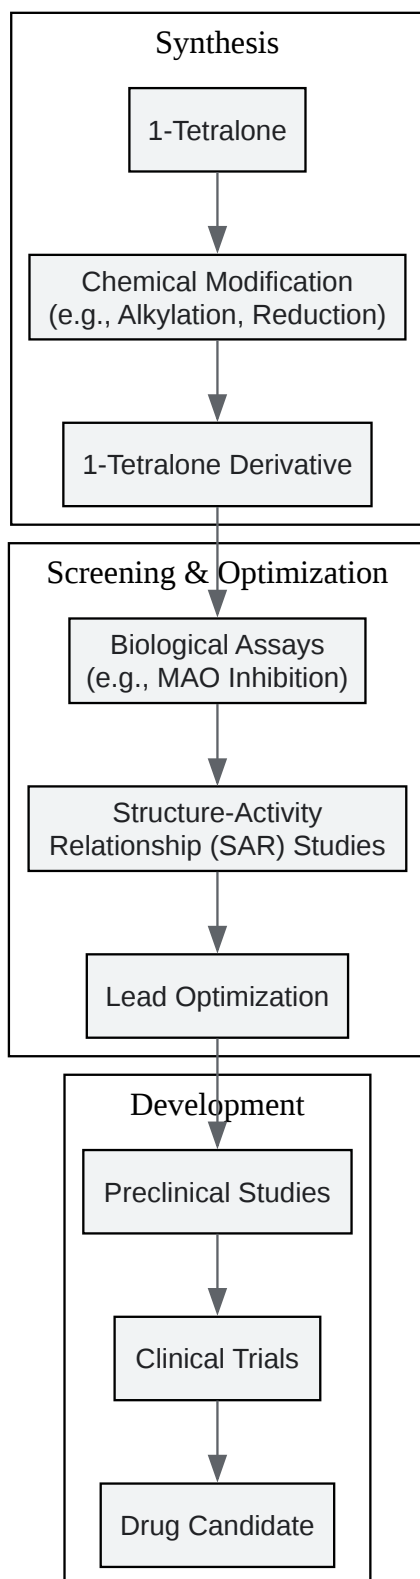 Synthesis
1-Tetralone
Chemical Modification
(e.g., Alkylation, Reduction)
1-Tetralone Derivative
Screening & Optimization
Biological Assays
(e.g., MAO Inhibition)
Structure-Activity
Relationship (SAR) Studies
Lead Optimization
Development
Preclinical Studies
Clinical Trials
Drug Candidate